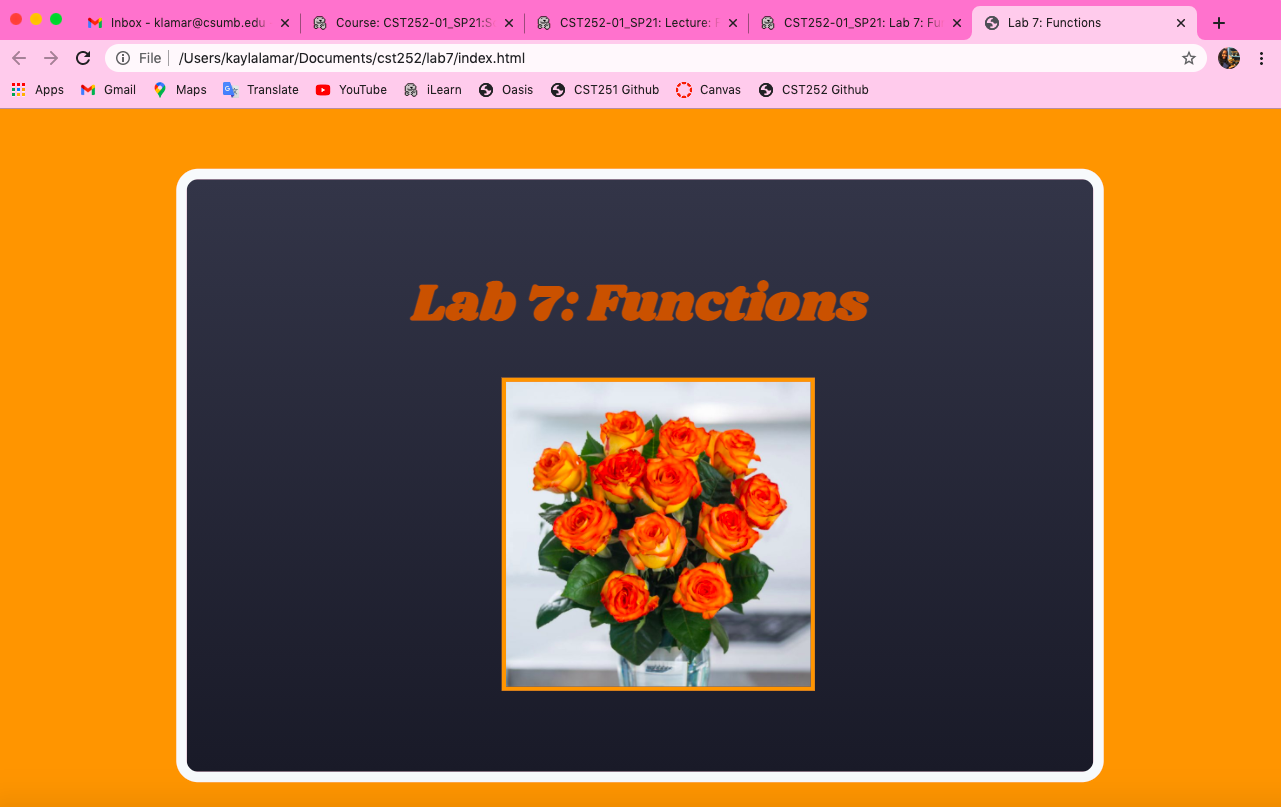 Inbox - klamar@csumb.edu
Course: CST252-01_SP21:S
CST252-01_SP21: Lecture: F
CST252-01_SP21: Lab 7: Fu
Lab 7: Functions
File
/Users/kaylalamar/Documents/cst252/lab7/index.html
Apps
Gmail
Maps
Translate
YouTube
iLearn
Oasis
CST251 Github
Canvas
CST252 Github
Lab 7: Functions